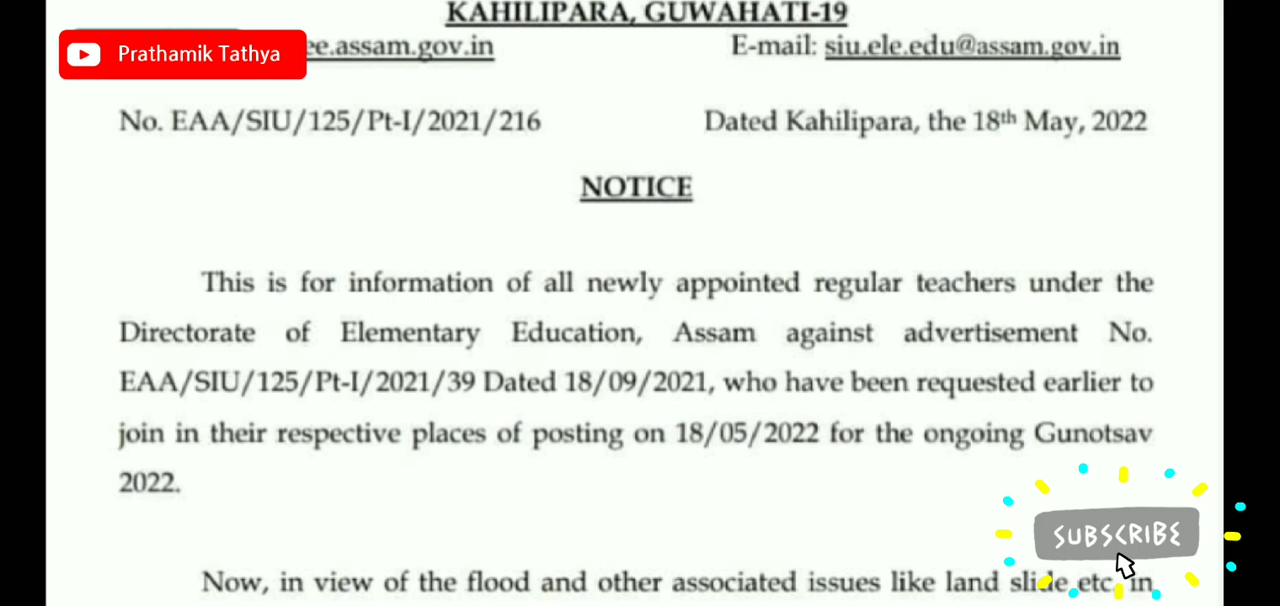 KAHILIPARA, GUWAHATI-19
Prathamik Tathya ee.assam.gov.in E-mail: siu.ele.edu@assam.gov.in
No. EAA/SIU/125/Pt-I/2021/216 Dated Kahilipara, the 18th May, 2022
NOTICE
This is for information of all newly appointed regular teachers under the
Directorate of Elementary Education, Assam against advertisement No.
EAA/SIU/125/Pt-I/2021/39 Dated 18/09/2021, who have been requested earlier to
join in their respective places of posting on 18/05/2022 for the ongoing Gunotsav
2022.
SUBSCRIBE
Now, in view of the flood and other associated issues like land slide etc. in